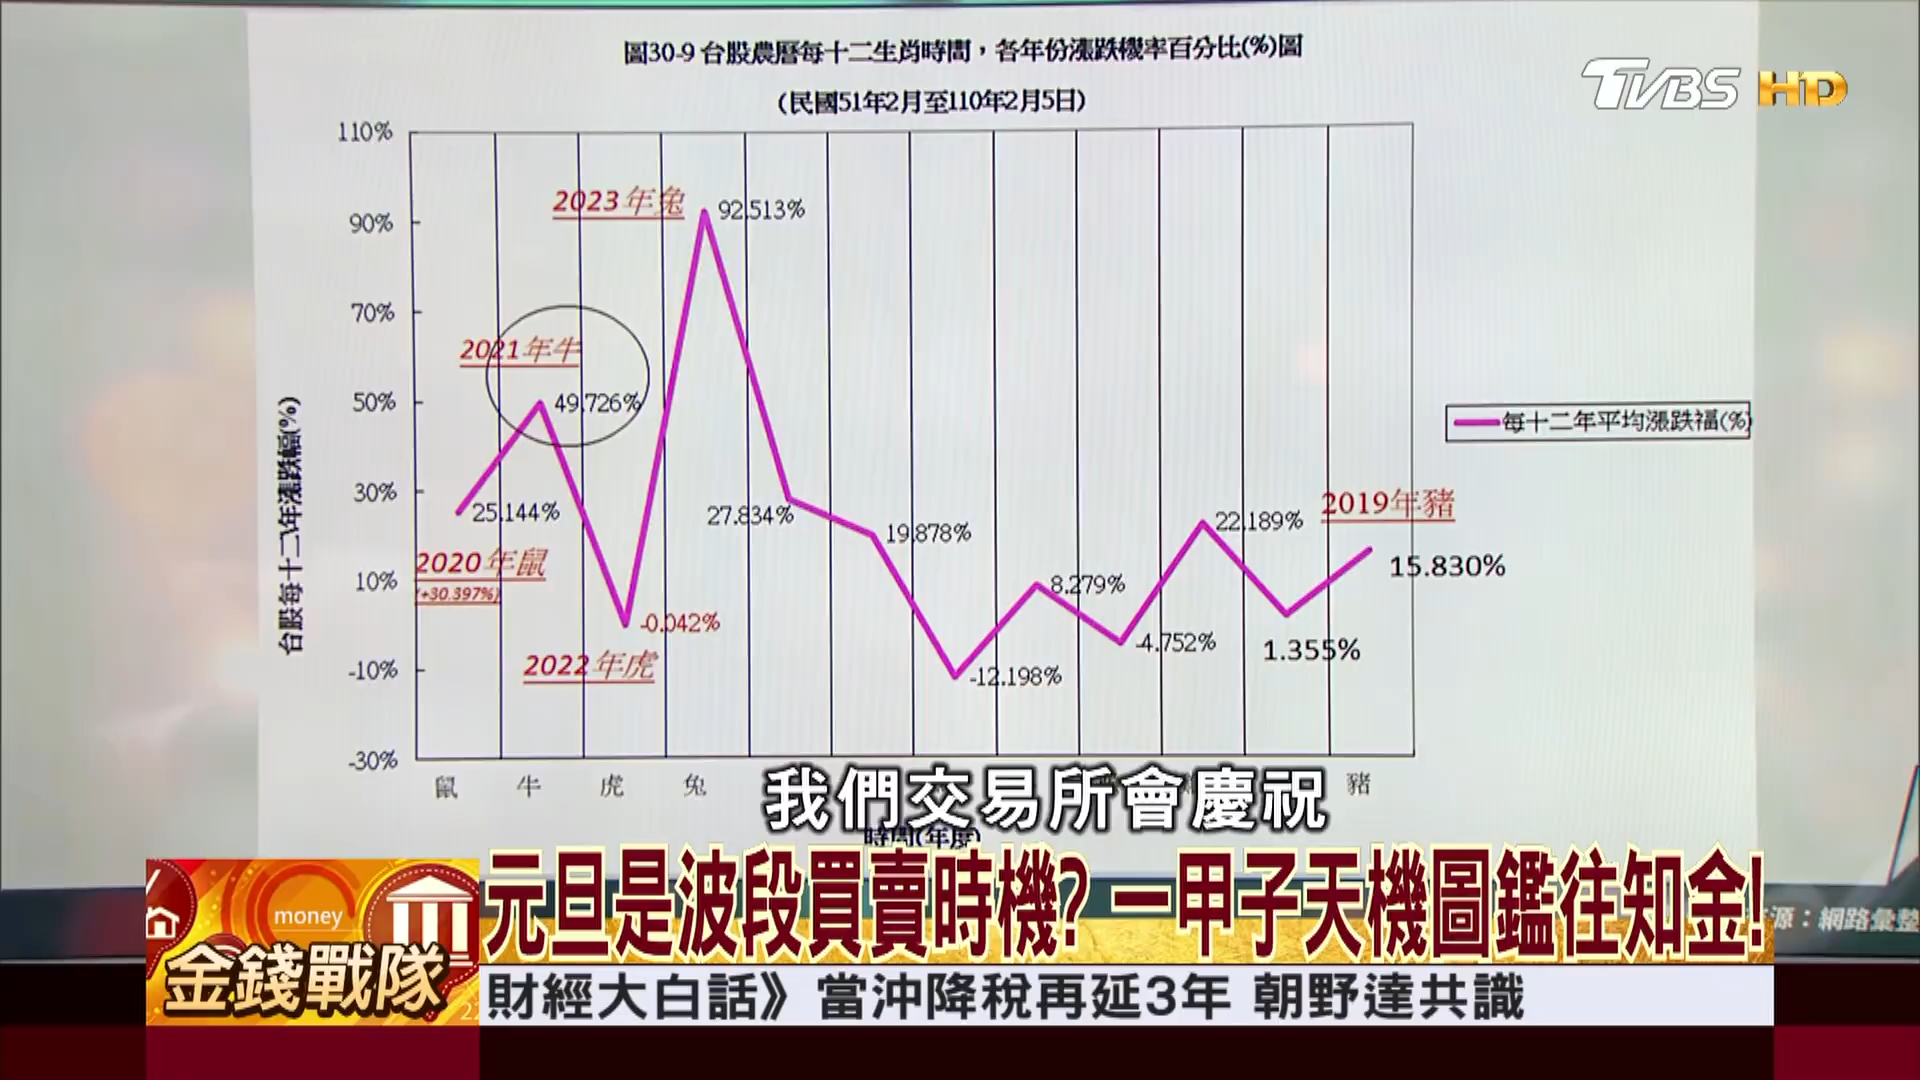 圖30-9 台股農曆每十二生肖時間，各年份漲跌機率百分比(%)圖
(民國51年2月至110年2月5日)
TVBS HD
110%
90%
70%
50%
30%
10%
-10%
-30%
台股每十二年漲跌幅(%)
2023年兔
92.513%
2021年牛
49.726%
25.144%
2020年鼠
(+30.397%)
-0.042%
2022年虎
27.834%
19.878%
-12.198%
8.279%
-4.752%
22.189%
1.355%
2019年豬
15.830%
每十二年平均漲跌福(%)
鼠 牛 虎 兔 豬
時間(年度)
我們交易所會慶祝
元旦是波段買賣時機? 一甲子天機圖鑑往知金!
源：網路彙整
money
金錢戰隊
財經大白話》當沖降稅再延3年 朝野達共識